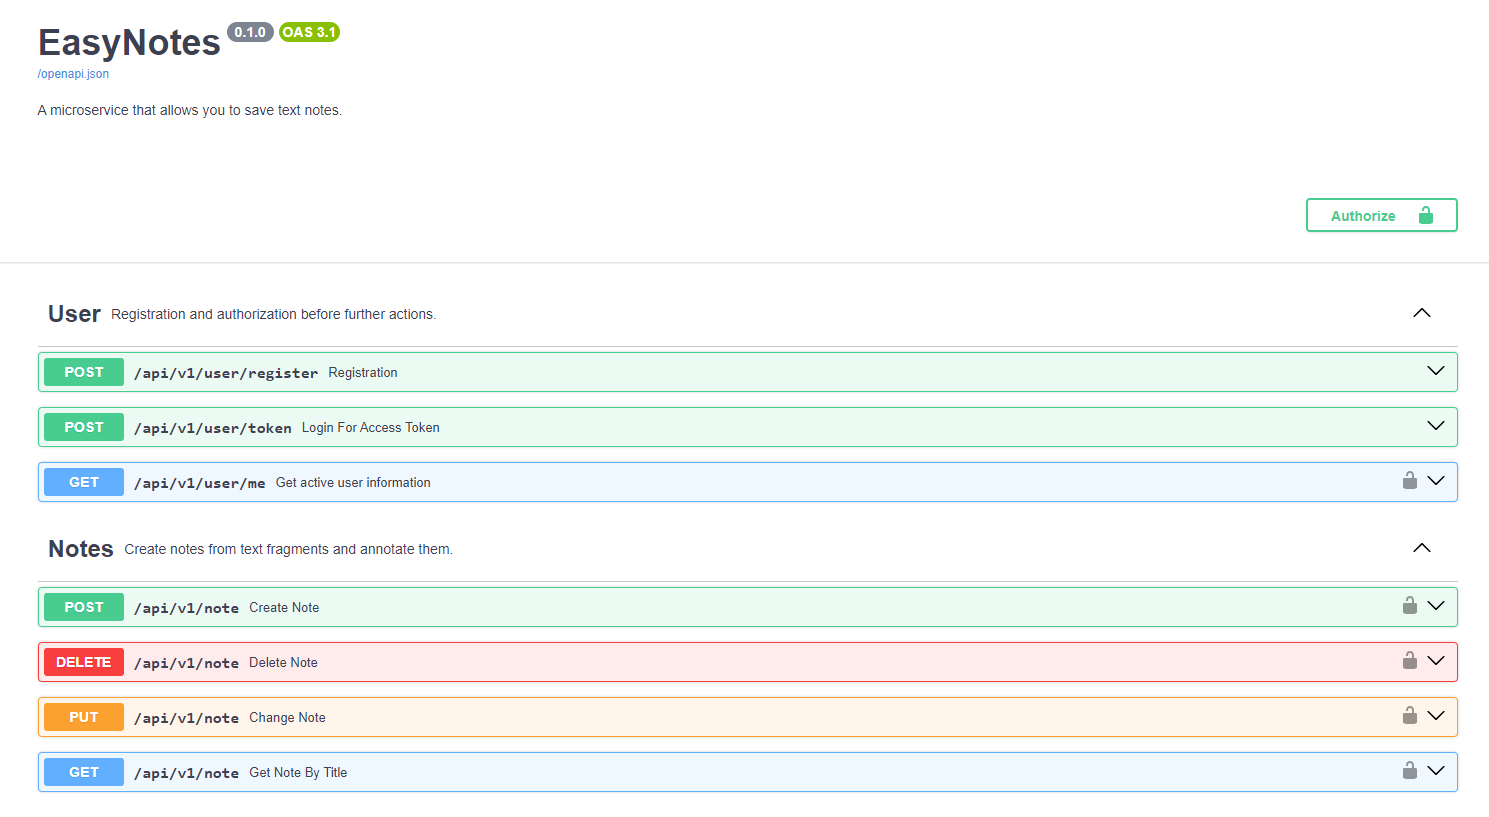 EasyNotes 0.1.0 OAS 3.1
/openapi.json
A microservice that allows you to save text notes.
Authorize
User Registration and authorization before further actions.
POST /api/v1/user/register Registration
POST /api/v1/user/token Login For Access Token
GET /api/v1/user/me Get active user information
Notes Create notes from text fragments and annotate them.
POST /api/v1/note Create Note
DELETE /api/v1/note Delete Note
PUT /api/v1/note Change Note
GET /api/v1/note Get Note By Title